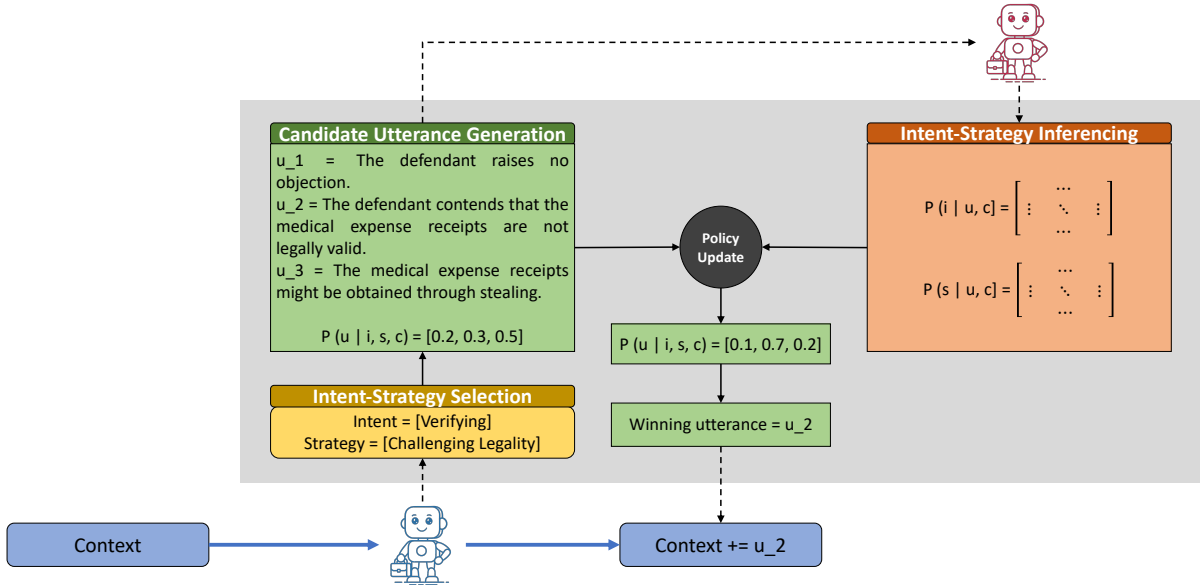 Candidate Utterance Generation
u_1 = The defendant raises no
objection.
u_2 = The defendant contends that the
medical expense receipts are not
legally valid.
u_3 = The medical expense receipts
might be obtained through stealing.
P (u | i, s, c) = [0.2, 0.3, 0.5]
Intent-Strategy Selection
Intent = [Verifying]
Strategy = [Challenging Legality]
Policy
Update
P (u | i, s, c) = [0.1, 0.7, 0.2]
Winning utterance = u_2
Intent-Strategy Inferencing
P (i | u, c] = [⋯ ⋮ ⋱ ⋮ ⋯]
P (s | u, c] = [⋯ ⋮ ⋱ ⋮ ⋯]
Context
Context += u_2